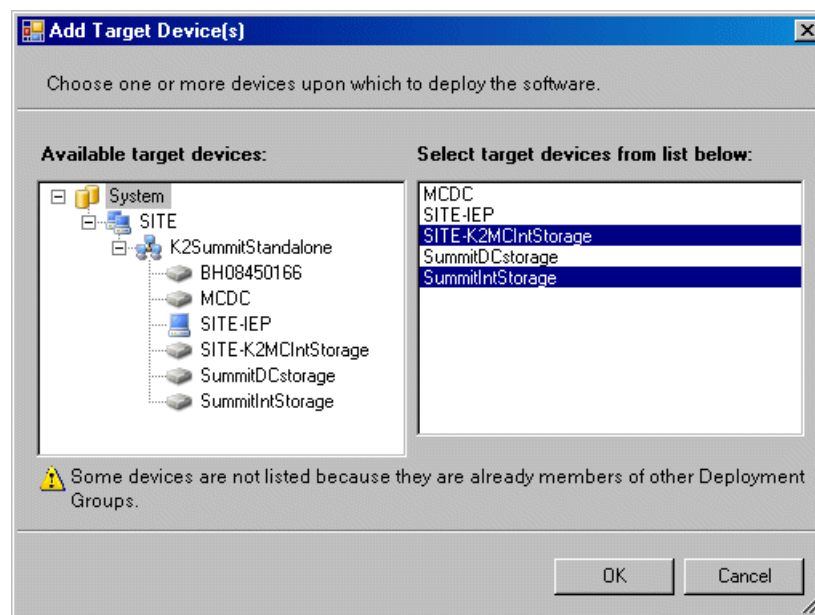 Add Target Device(s)
Choose one or more devices upon which to deploy the software.
Available target devices:
System
SITE
K2SummitStandalone
BH08450166
MCDC
SITE-IEP
SITE-K2MCIntStorage
SummitDCstorage
SummitIntStorage
Select target devices from list below:
MCDC
SITE-IEP
SITE-K2MCIntStorage
SummitDCstorage
SummitIntStorage
Some devices are not listed because they are already members of other Deployment
Groups.
OK
Cancel